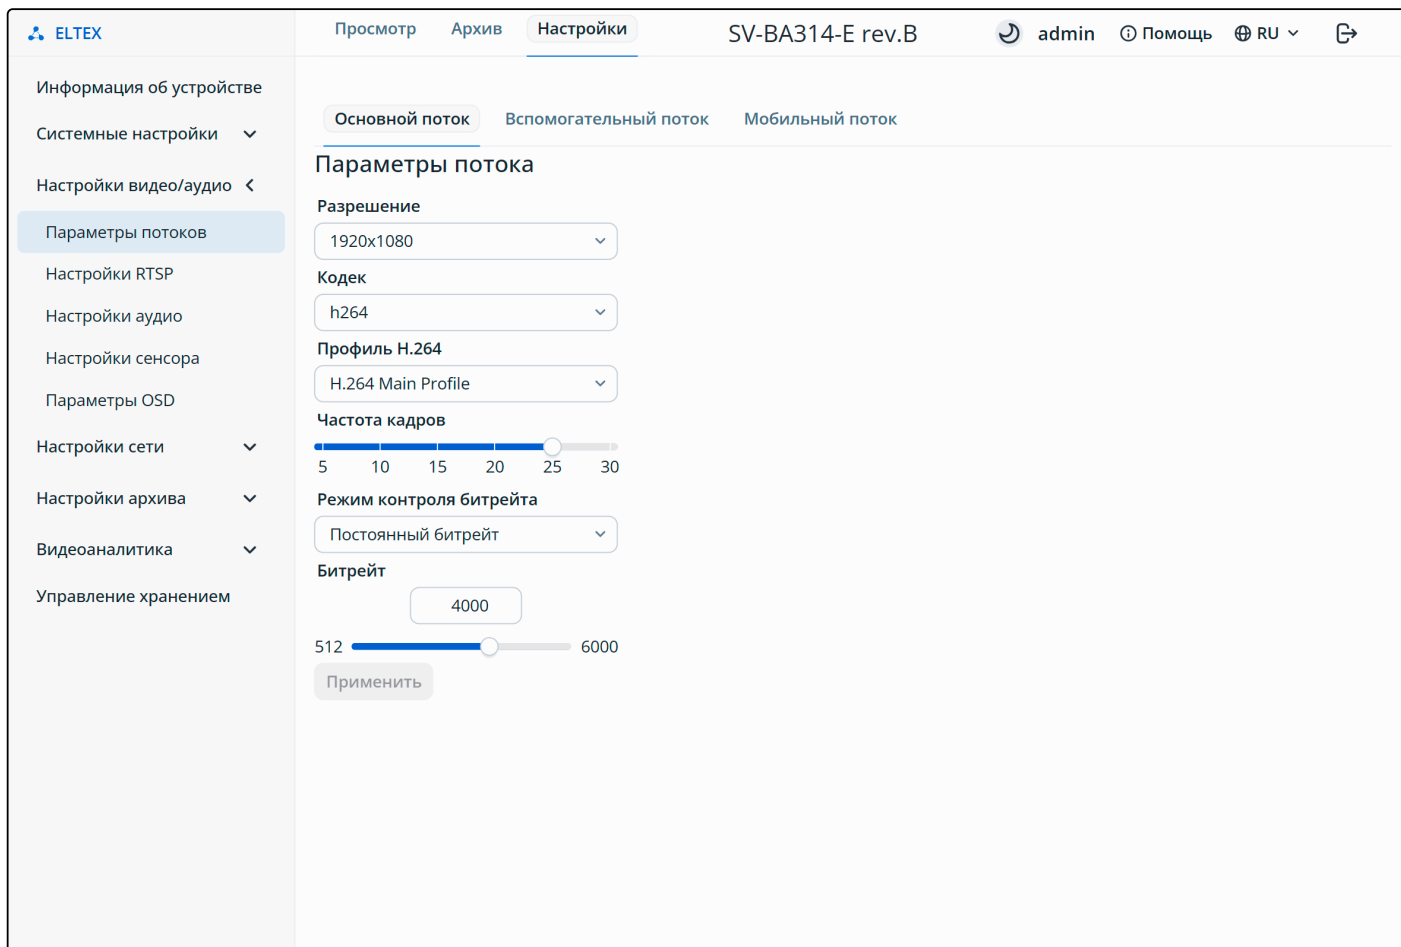 ELTEX
Просмотр Архив Настройки SV-BA314-E rev.B admin Помощь RU
Информация об устройстве
Системные настройки
Настройки видео/аудио
Параметры потоков
Настройки RTSP
Настройки аудио
Настройки сенсора
Параметры OSD
Настройки сети
Настройки архива
Видеоаналитика
Управление хранением
Основной поток Вспомогательный поток Мобильный поток
Параметры потока
Разрешение
1920x1080
Кодек
h264
Профиль H.264
H.264 Main Profile
Частота кадров
5 10 15 20 25 30
Режим контроля битрейта
Постоянный битрейт
Битрейт
4000
512 6000
Применить